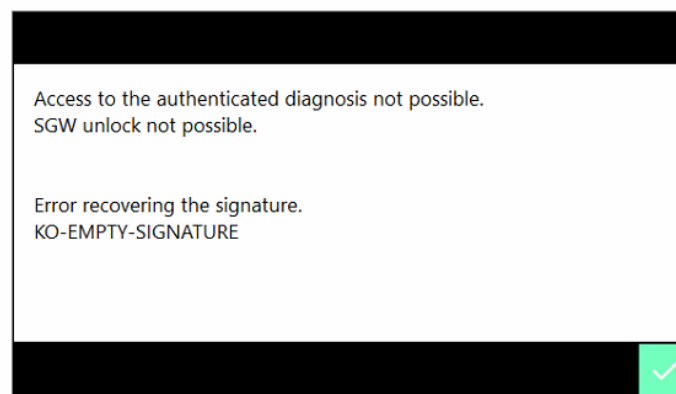 Access to the authenticated diagnosis not possible.
SGW unlock not possible.
Error recovering the signature.
KO-EMPTY-SIGNATURE